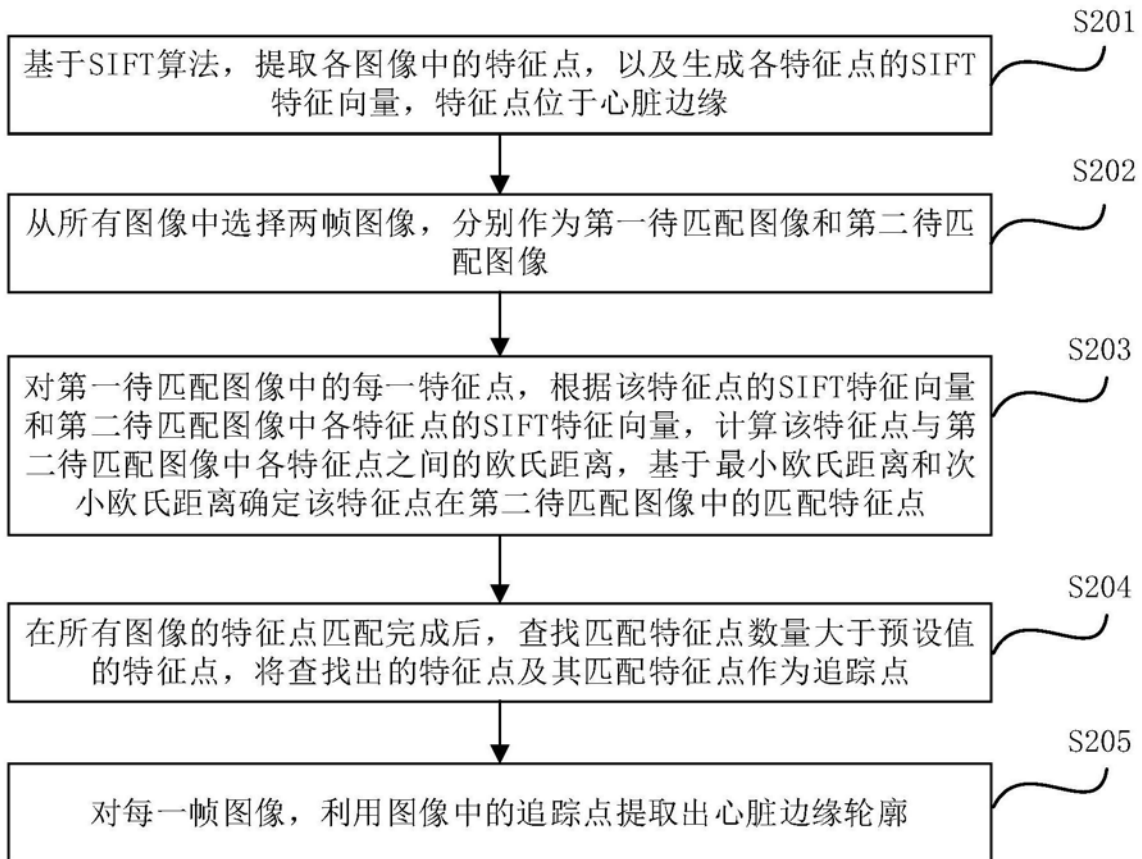 S201
基于SIFT算法，提取各图像中的特征点，以及生成各特征点的SIFT
特征向量，特征点位于心脏边缘
S202
从所有图像中选择两帧图像，分别作为第一待匹配图像和第二待匹
配图像
S203
对第一待匹配图像中的每一特征点，根据该特征点的SIFT特征向量
和第二待匹配图像中各特征点的SIFT特征向量，计算该特征点与第
二待匹配图像中各特征点之间的欧氏距离，基于最小欧氏距离和次
小欧氏距离确定该特征点在第二待匹配图像中的匹配特征点
S204
在所有图像的特征点匹配完成后，查找匹配特征点数量大于预设值
的特征点，将查找出的特征点及其匹配特征点作为追踪点
S205
对每一帧图像，利用图像中的追踪点提取出心脏边缘轮廓